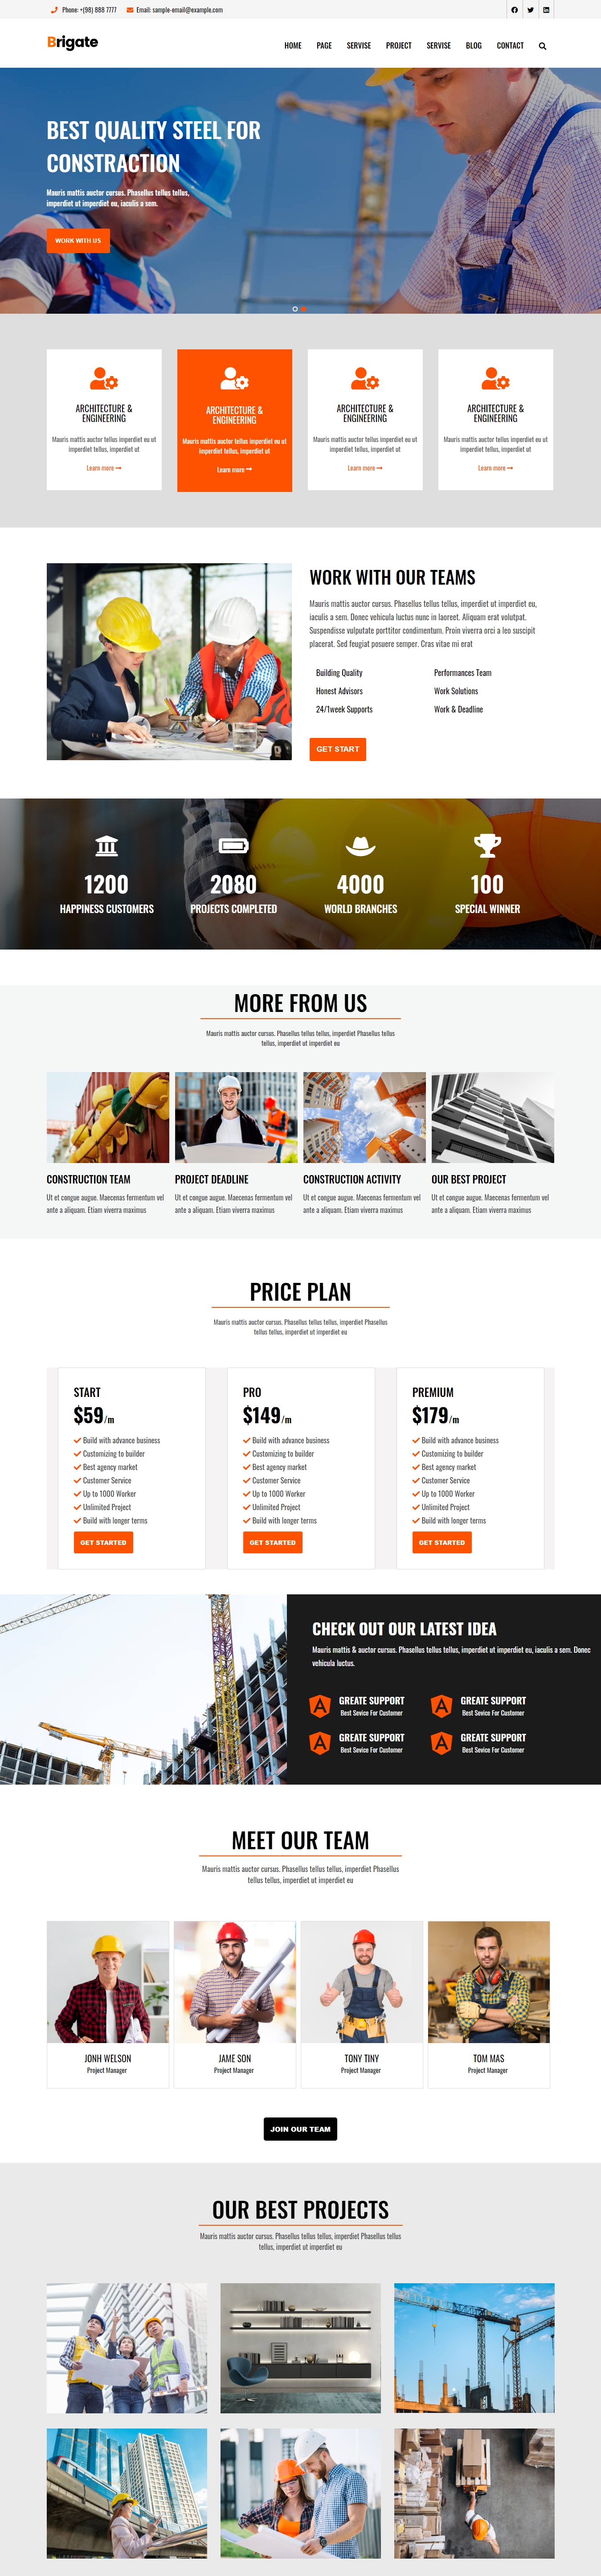 Phone: +(98) 888 7777
Email: sample-email@example.com
Brigate
HOME PAGE SERVISE PROJECT SERVISE BLOG CONTACT
BEST QUALITY STEEL FOR
CONSTRACTION
Mauris mattis auctor cursus. Phasellus tellus tellus,
imperdiet ut imperdiet eu, iaculis a sem.
WORK WITH US
ARCHITECTURE &
ENGINEERING
Mauris mattis auctor tellus imperdiet eu ut
imperdiet tellus, imperdiet ut
Learn more
ARCHITECTURE &
ENGINEERING
Mauris mattis auctor tellus imperdiet eu ut
imperdiet tellus, imperdiet ut
Learn more
ARCHITECTURE &
ENGINEERING
Mauris mattis auctor tellus imperdiet eu ut
imperdiet tellus, imperdiet ut
Learn more
ARCHITECTURE &
ENGINEERING
Mauris mattis auctor tellus imperdiet eu ut
imperdiet tellus, imperdiet ut
Learn more
WORK WITH OUR TEAMS
Mauris mattis auctor cursus. Phasellus tellus tellus, imperdiet ut imperdiet eu,
iaculis a sem. Donec vehicula luctus nunc in laoreet. Aliquam erat volutpat.
Suspendisse vulputate porttitor condimentum. Proin viverra orci a leo suscipit
placerat. Sed feugiat posuere semper. Cras vitae mi erat
Building Quality
Honest Advisors
24/1week Supports
Performances Team
Work Solutions
Work & Deadline
GET START
1200
HAPPINESS CUSTOMERS
2080
PROJECTS COMPLETED
4000
WORLD BRANCHES
100
SPECIAL WINNER
MORE FROM US
Mauris mattis auctor cursus. Phasellus tellus tellus, imperdiet Phasellus tellus
tellus, imperdiet ut imperdiet eu
CONSTRUCTION TEAM
Ut et congue augue. Maecenas fermentum vel
ante a aliquam. Etiam viverra maximus
PROJECT DEADLINE
Ut et congue augue. Maecenas fermentum vel
ante a aliquam. Etiam viverra maximus
CONSTRUCTION ACTIVITY
Ut et congue augue. Maecenas fermentum vel
ante a aliquam. Etiam viverra maximus
OUR BEST PROJECT
Ut et congue augue. Maecenas fermentum vel
ante a aliquam. Etiam viverra maximus
PRICE PLAN
Mauris mattis auctor cursus. Phasellus tellus tellus, imperdiet Phasellus
tellus tellus, imperdiet ut imperdiet eu
START
$59/m
Build with advance business
Customizing to builder
Best agency market
Customer Service
Up to 1000 Worker
Unlimited Project
Build with longer terms
GET STARTED
PRO
$149/m
Build with advance business
Customizing to builder
Best agency market
Customer Service
Up to 1000 Worker
Unlimited Project
Build with longer terms
GET STARTED
PREMIUM
$179/m
Build with advance business
Customizing to builder
Best agency market
Customer Service
Up to 1000 Worker
Unlimited Project
Build with longer terms
GET STARTED
CHECK OUT OUR LATEST IDEA
Mauris mattis & auctor cursus. Phasellus tellus tellus, imperdiet ut imperdiet eu, iaculis a sem. Donec
vehicula luctus.
GREATE SUPPORT
Best Sevice For Customer
GREATE SUPPORT
Best Sevice For Customer
GREATE SUPPORT
Best Sevice For Customer
GREATE SUPPORT
Best Sevice For Customer
MEET OUR TEAM
Mauris mattis auctor cursus. Phasellus tellus tellus, imperdiet Phasellus
tellus tellus, imperdiet ut imperdiet eu
JONH WELSON
Project Manager
JAME SON
Project Manager
TONY TINY
Project Manager
TOM MAS
Project Manager
JOIN OUR TEAM
OUR BEST PROJECTS
Mauris mattis auctor cursus. Phasellus tellus tellus, imperdiet Phasellus tellus
tellus, imperdiet ut imperdiet eu